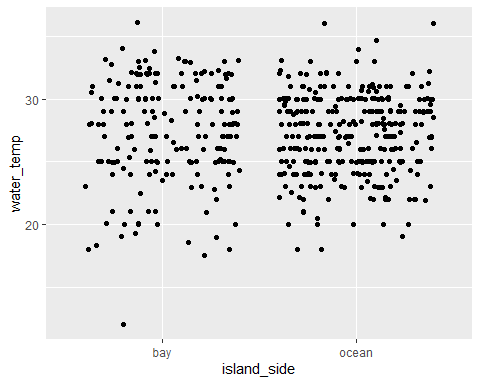 30
20
water_temp
bay
ocean
island_side